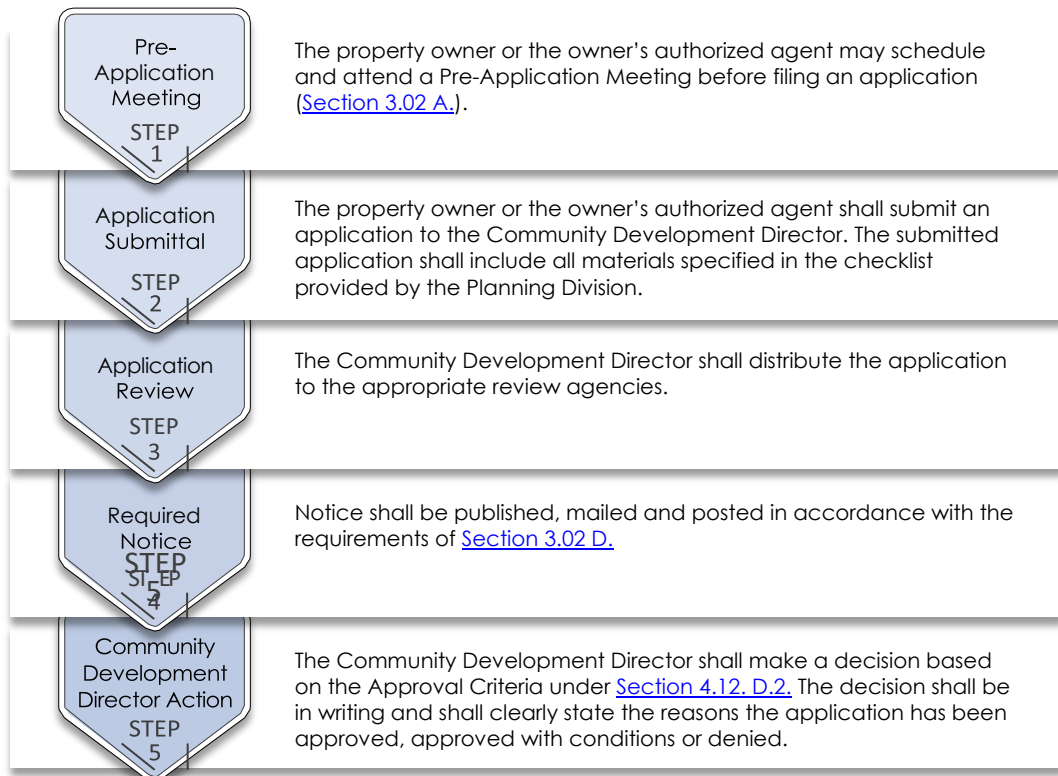 Pre-
Application
Meeting
STEP
1
The property owner or the owner’s authorized agent may schedule
and attend a Pre-Application Meeting before filing an application
(Section 3.02 A.).
Application
Submittal
STEP
2
The property owner or the owner’s authorized agent shall submit an
application to the Community Development Director. The submitted
application shall include all materials specified in the checklist
provided by the Planning Division.
Application
Review
STEP
3
The Community Development Director shall distribute the application
to the appropriate review agencies.
Required
Notice
STEP
5
STEP
4
Notice shall be published, mailed and posted in accordance with the
requirements of Section 3.02 D.
Community
Development
Director Action
STEP
5
The Community Development Director shall make a decision based
on the Approval Criteria under Section 4.12. D.2. The decision shall be
in writing and shall clearly state the reasons the application has been
approved, approved with conditions or denied.